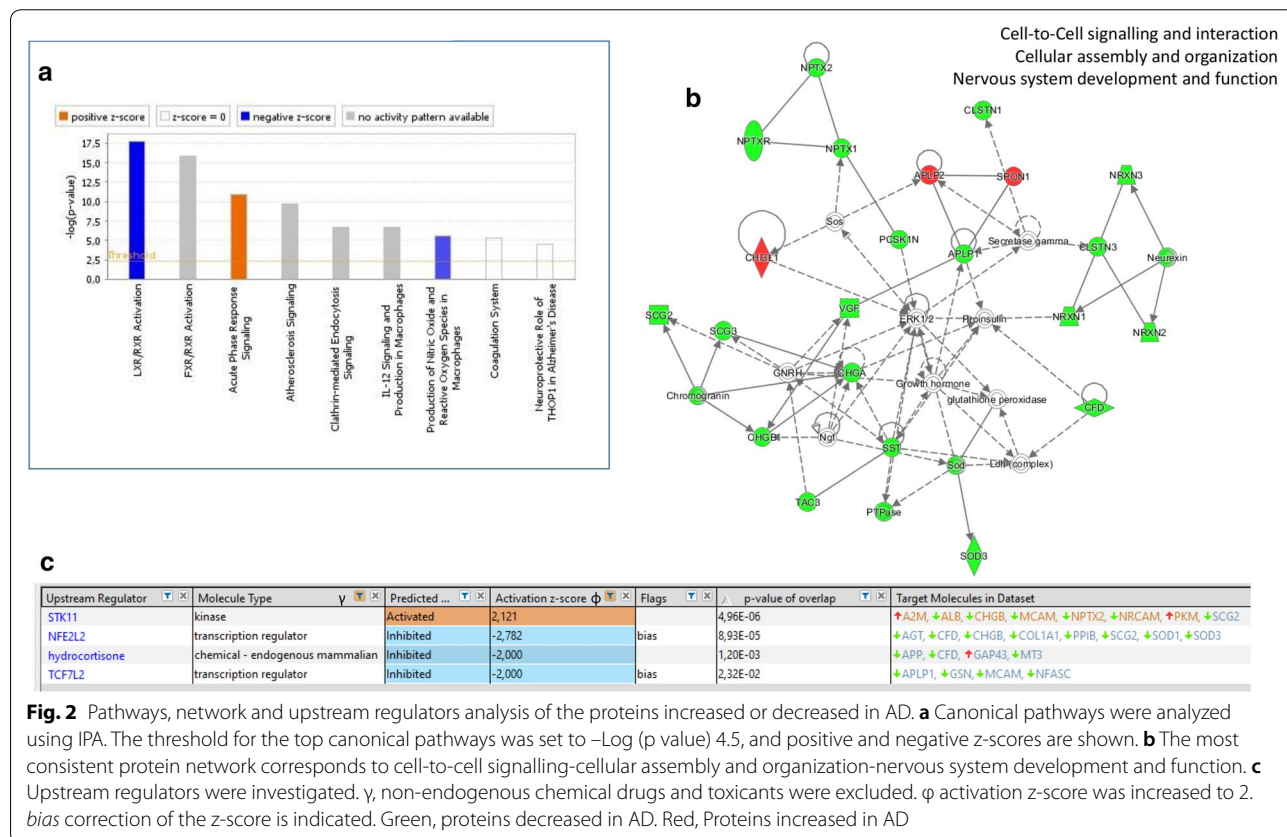 a
positive z-score
z-score = 0
negative z-score
no activity pattern available
-log(p-value)
17,5
15,0
12,5
10,0
7,5
5,0
2,5
0,0
Threshold
LXR/RXR Activation
FXR/RXR Activation
Acute Phase Response
Signaling
Atherosclerosis Signaling
Clathrin-mediated Endocytosis
Signaling
IL-12 Signaling and
Production in Macrophages
Production of Nitric Oxide and
Reactive Oxygen Species in
Macrophages
Coagulation System
Neuroprotective Role of
THOP1 in Alzheimer's Disease
Cell-to-Cell signalling and interaction
Cellular assembly and organization
Nervous system development and function
b
NPTX2
CLSTN1
NPTXR
NPTX1
APLP2
SPON1
NRXN3
Sos
PCSK1N
Secretase gamma
CHI3L1
APLP1
CLSTN3
Neurexin
SCG2
VGF
ERK1/2
Proinsulin
NRXN1
SCG3
NRXN2
GNRH
CHGA
Growth hormone
Chromogranin
glutathione peroxidase
CFD
CHGB
Ngf
SST
Sod
Ldh (complex)
TAC3
PTPase
SOD3
c
Upstream Regulator Molecule Type γ Predicted ... Activation z-score ϕ Flags p-value of overlap Target Molecules in Dataset
STK11 kinase Activated 2,121 4,96E-06 ↑A2M, ↓ALB, ↓CHGB, ↓MCAM, ↓NPTX2, ↓NRCAM, ↑PKM, ↓SCG2
NFE2L2 transcription regulator Inhibited -2,782 bias 8,93E-05 ↓AGT, ↓CFD, ↓CHGB, ↓COL1A1, ↓PPIB, ↓SCG2, ↓SOD1, ↓SOD3
hydrocortisone chemical - endogenous mammalian Inhibited -2,000 1,20E-03 ↓APP, ↓CFD, ↑GAP43, ↓MT3
TCF7L2 transcription regulator Inhibited -2,000 bias 2,32E-02 ↓APLP1, ↓GSN, ↓MCAM, ↓NFASC
Fig. 2 Pathways, network and upstream regulators analysis of the proteins increased or decreased in AD. a Canonical pathways were analyzed
using IPA. The threshold for the top canonical pathways was set to –Log (p value) 4.5, and positive and negative z-scores are shown. b The most
consistent protein network corresponds to cell-to-cell signalling-cellular assembly and organization-nervous system development and function. c
Upstream regulators were investigated. γ, non-endogenous chemical drugs and toxicants were excluded. φ activation z-score was increased to 2.
bias correction of the z-score is indicated. Green, proteins decreased in AD. Red, Proteins increased in AD